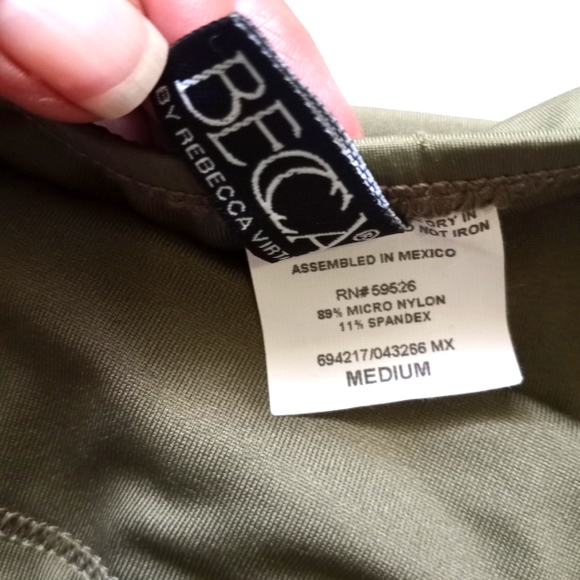 BECCA®
BY REBECCA VIRT
DRY IN
NOT IRON
ASSEMBLED IN MEXICO
RN# 59526
89% MICRO NYLON
11% SPANDEX
694217/043266 MX
MEDIUM